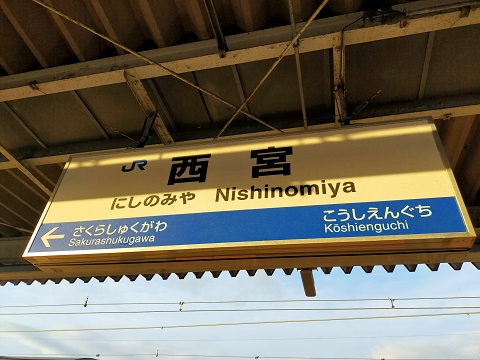 JR 西宮
にしのみや Nishinomiya
← さくらしゅくがわ
Sakurashukugawa
こうしえんぐち
Kōshienguchi